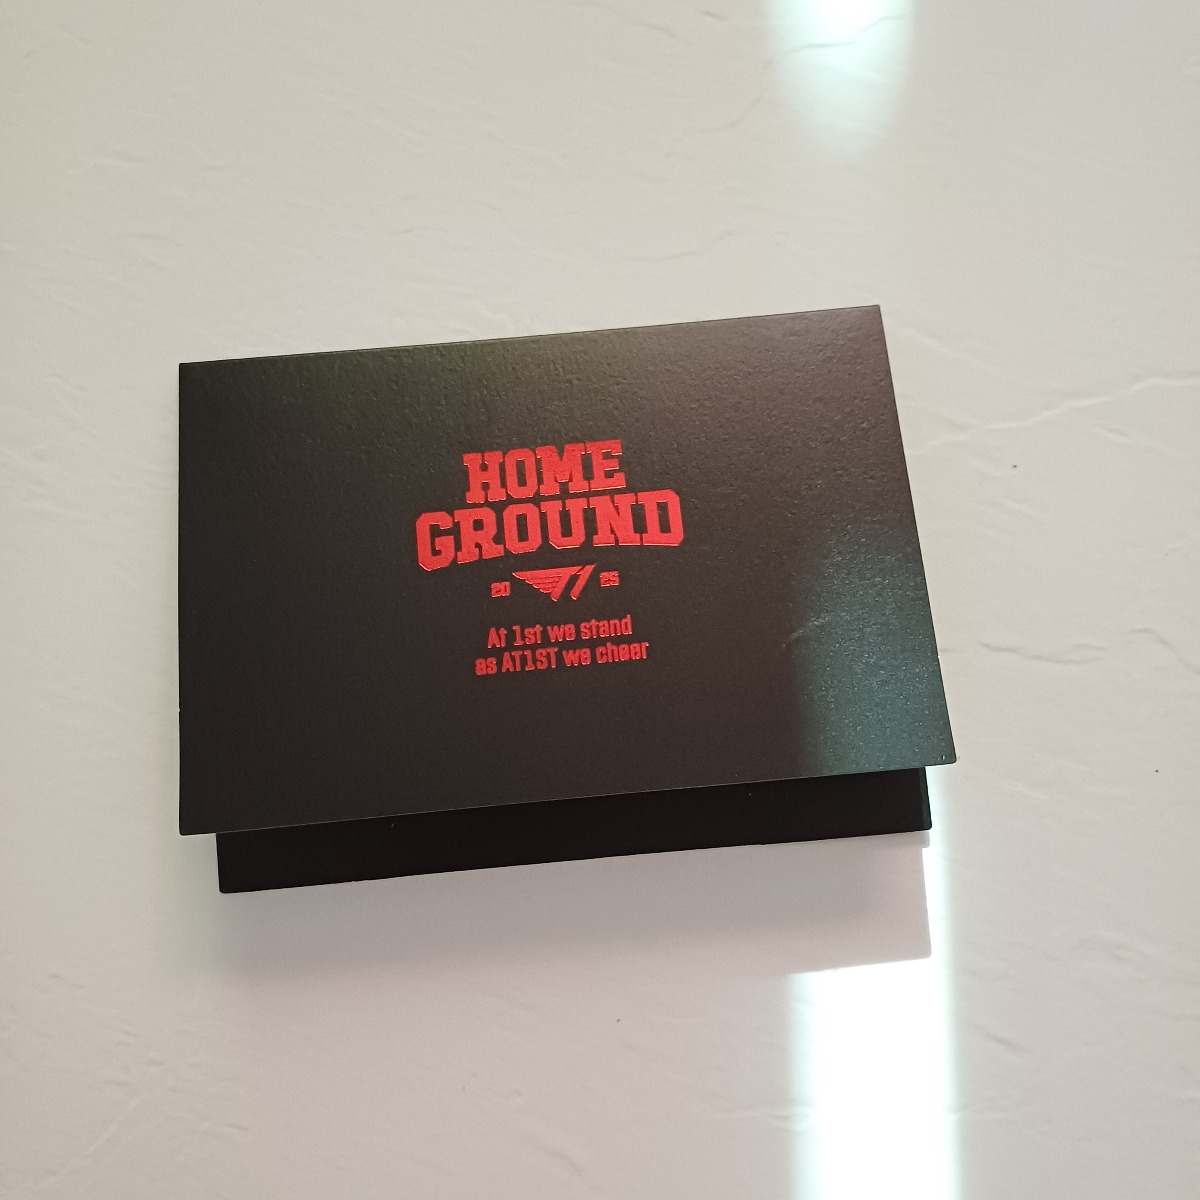 HOME
GROUND
20 T1 25
At 1st we stand
as AT1ST we cheer